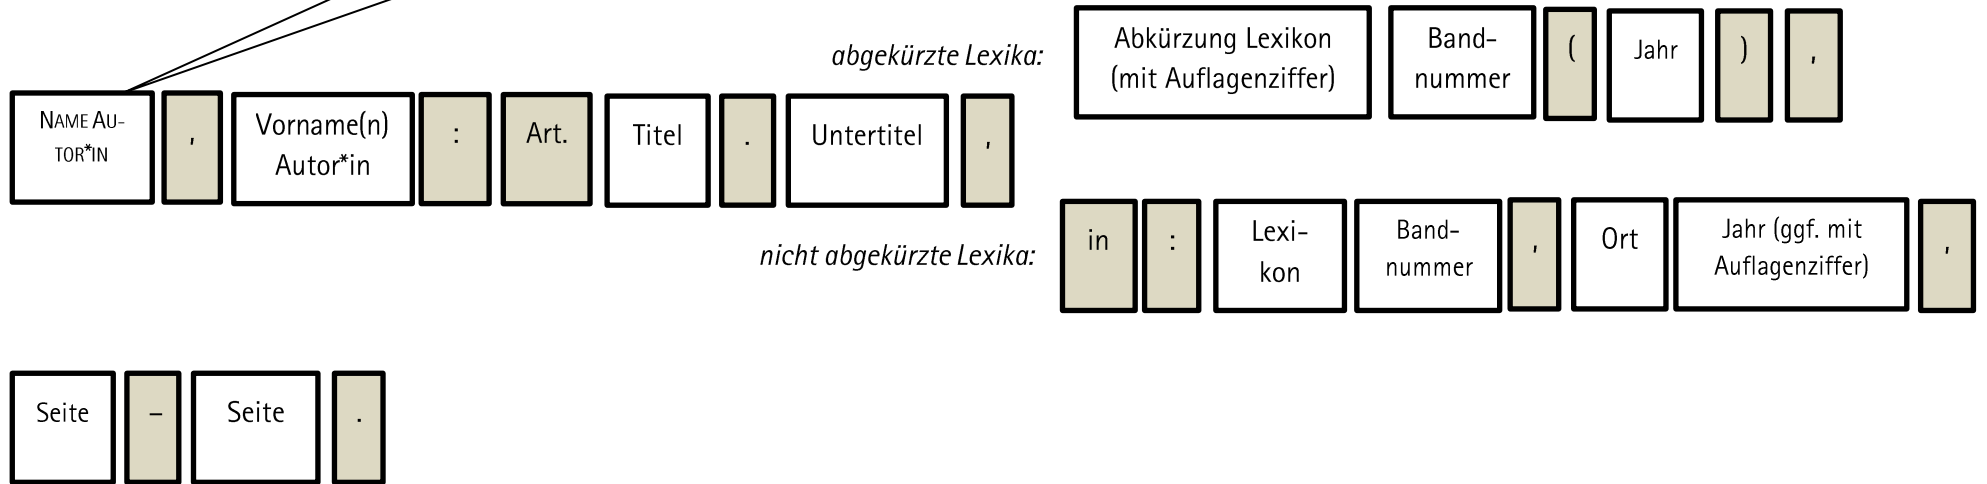 abgekürzte Lexika:
Abkürzung Lexikon
(mit Auflagenziffer)
Band-
nummer
(
Jahr
)
,
NAME AU-
TOR*IN
,
Vorname(n)
Autor*in
:
Art.
Titel
.
Untertitel
,
nicht abgekürzte Lexika:
in
:
Lexi-
kon
Band-
nummer
,
Ort
Jahr (ggf. mit
Auflagenziffer)
,
Seite
–
Seite
.